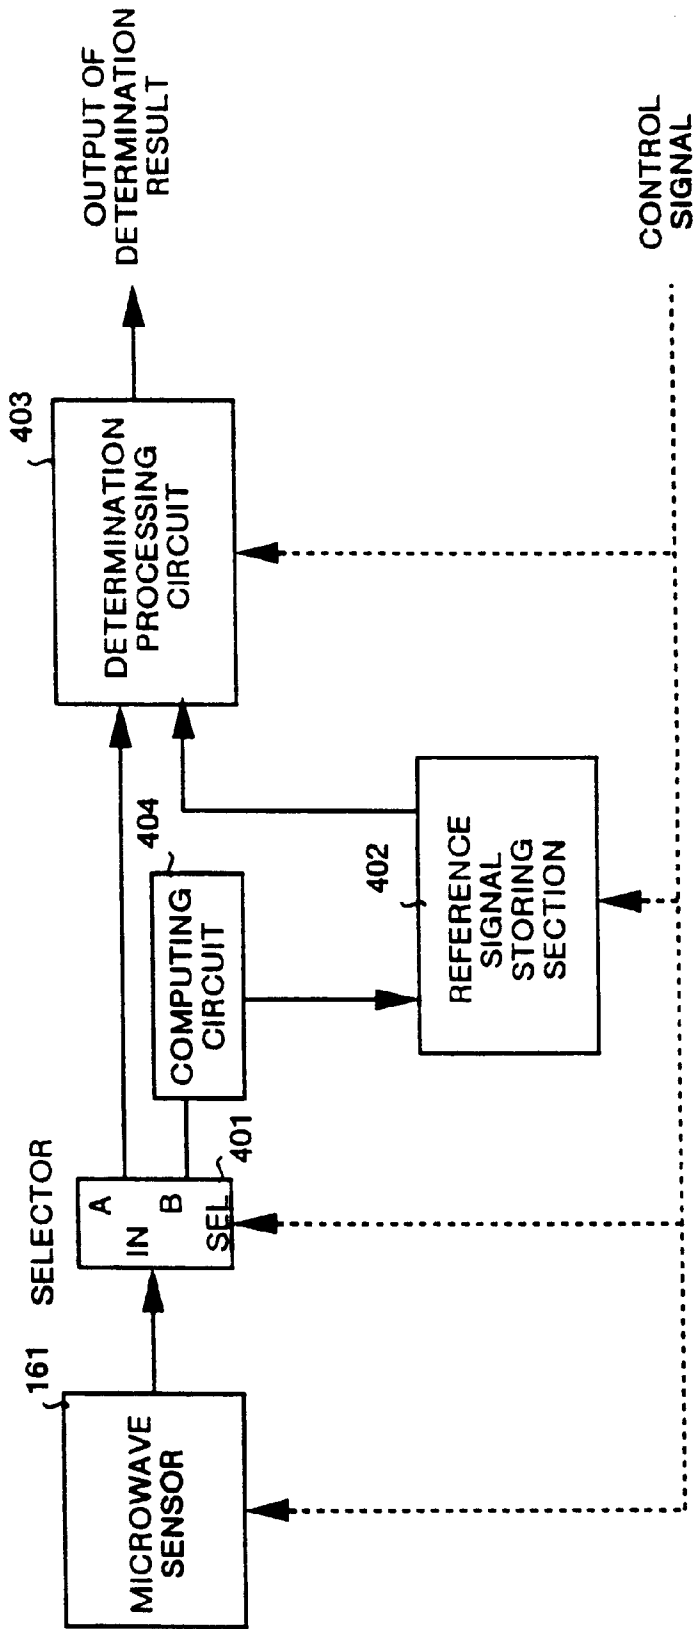 161
MICROWAVE
SENSOR
SELECTOR
IN
A
B
SEL
401
COMPUTING
CIRCUIT
404
REFERENCE
SIGNAL
STORING
SECTION
402
DETERMINATION
PROCESSING
CIRCUIT
403
OUTPUT OF
DETERMINATION
RESULT
CONTROL
SIGNAL